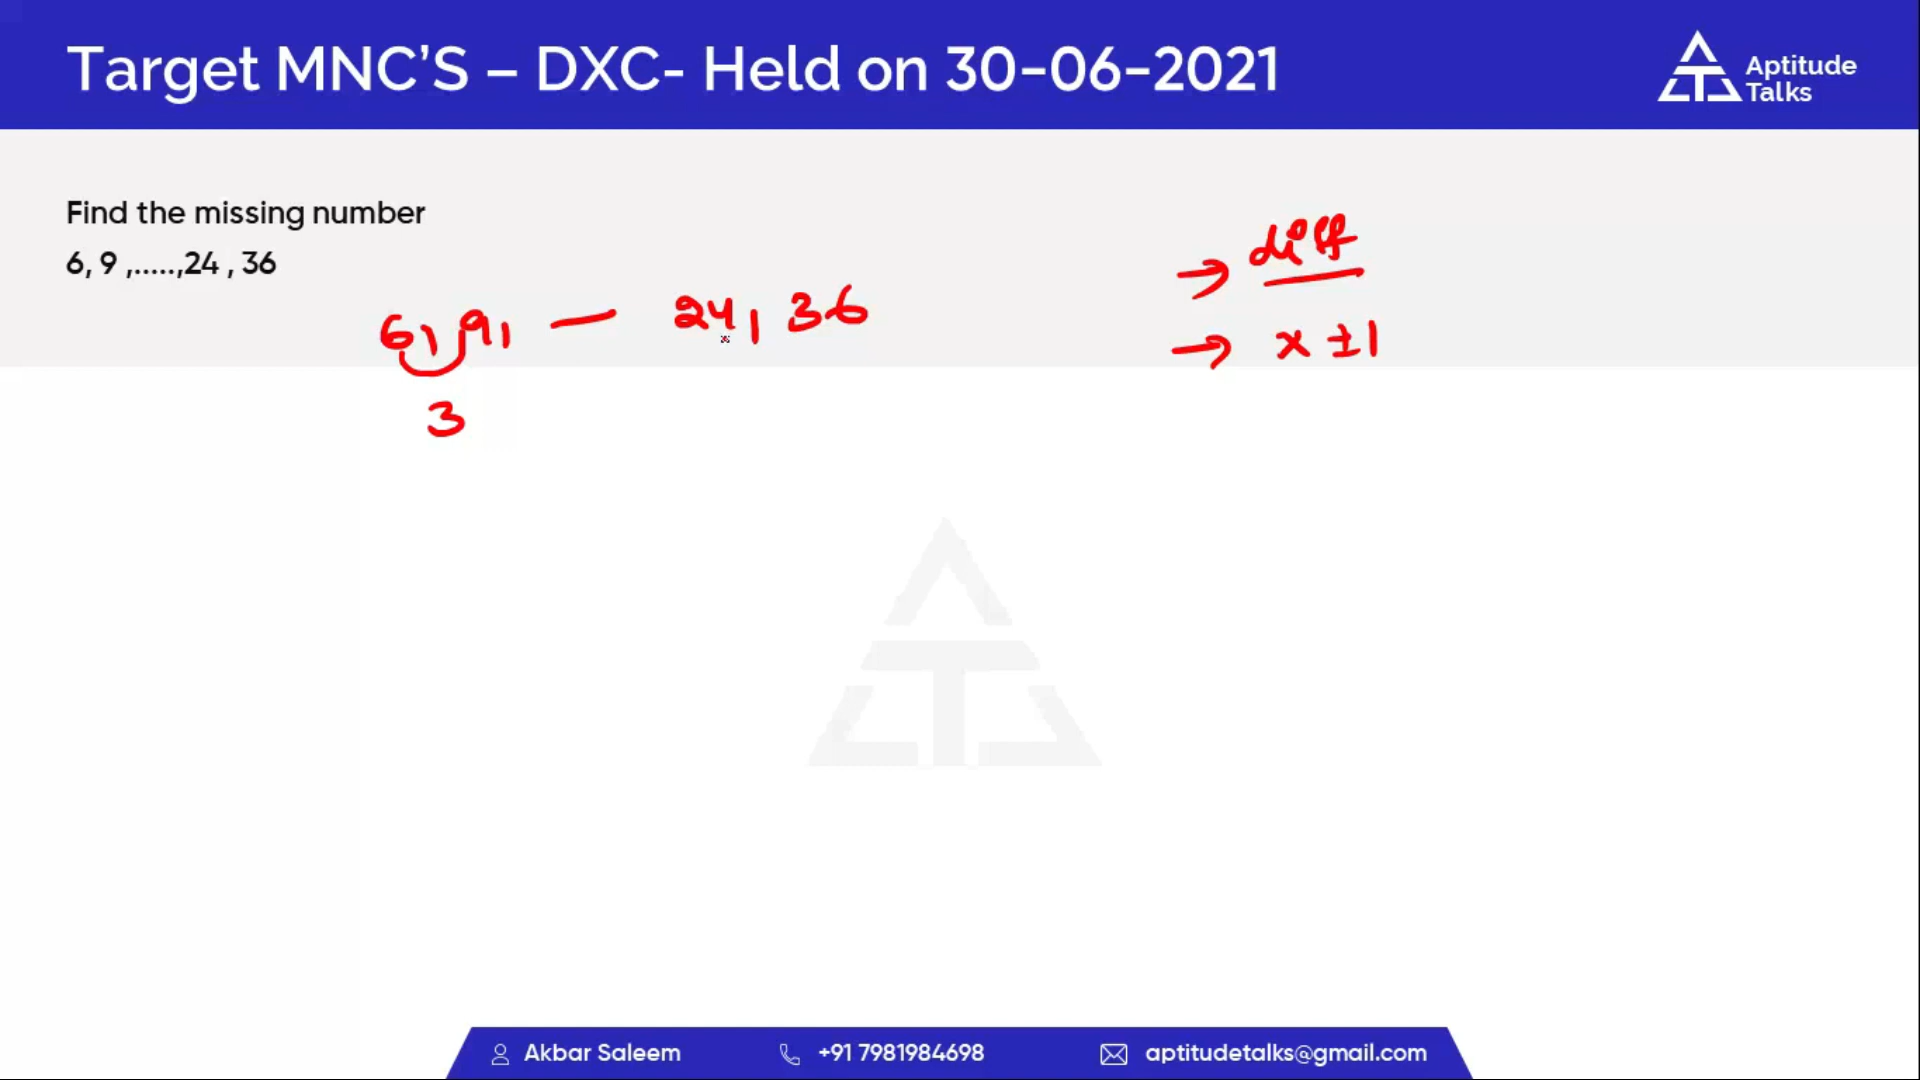 Target MNC’S – DXC- Held on 30-06-2021
Aptitude
Talks
Find the missing number
6, 9 ,.....,24 , 36
→ diff
6, 9, — 24, 36
→ x ±1
3
Akbar Saleem +91 7981984698 aptitudetalks@gmail.com